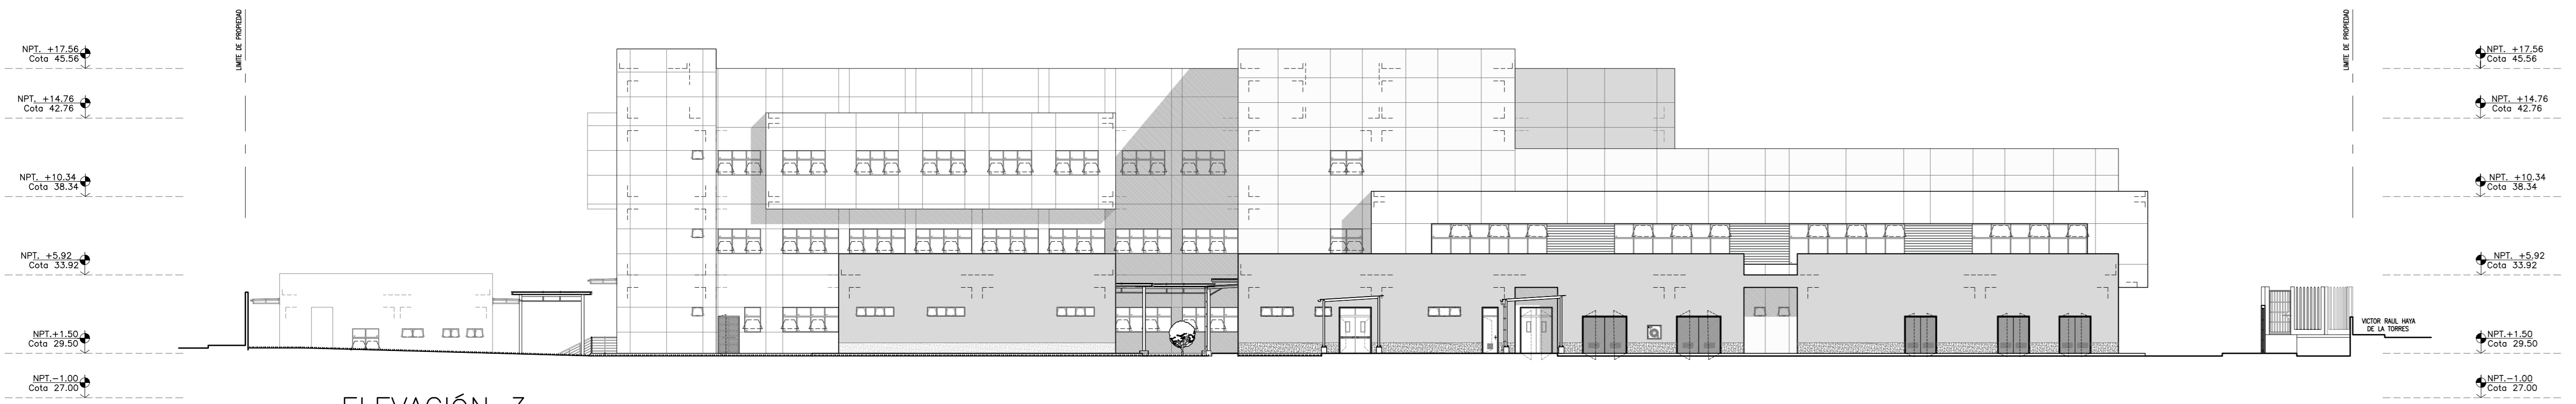 LIMITE DE PROPIEDAD
LIMITE DE PROPIEDAD
NPT. +17.56
Cota 45.56
NPT. +17.56
Cota 45.56
NPT. +14.76
Cota 42.76
NPT. +14.76
Cota 42.76
NPT. +10.34
Cota 38.34
NPT. +10.34
Cota 38.34
NPT. +5.92
Cota 33.92
NPT. +5.92
Cota 33.92
VICTOR RAUL HAYA
DE LA TORRES
NPT.+1.50
Cota 29.50
NPT.+1.50
Cota 29.50
NPT.-1.00
Cota 27.00
NPT.-1.00
Cota 27.00
ELEVACIÓN 3